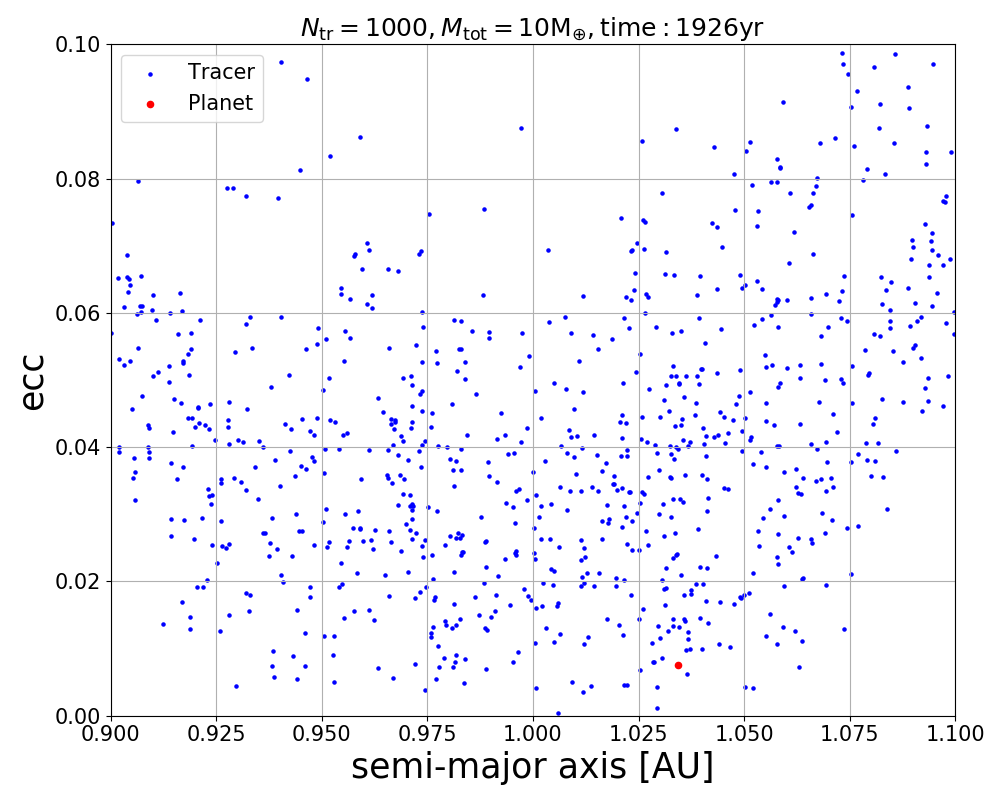 N_tr = 1000, M_tot = 10M_⊕, time : 1926yr
Tracer
Planet
0.10
0.08
0.06
0.04
0.02
0.00
ecc
0.900 0.925 0.950 0.975 1.000 1.025 1.050 1.075 1.100
semi-major axis [AU]